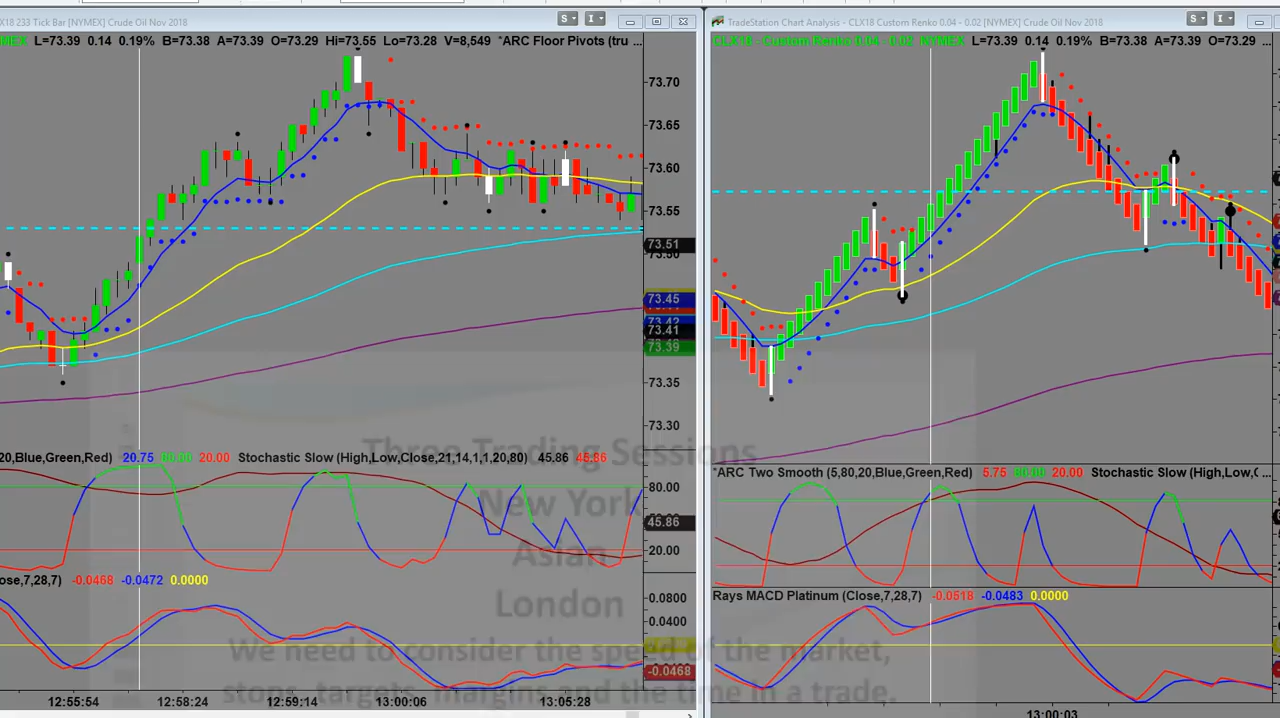 X18 233 Tick Bar [NYMEX] Crude Oil Nov 2018
S I
MEX L=73.39 0.14 0.19% B=73.38 A=73.39 O=73.29 Hi=73.55 Lo=73.28 V=8,549 *ARC Floor Pivots (tru ...
73.70
73.65
73.60
73.55
73.51
73.50
73.45
73.42
73.41
73.39
73.35
73.30
20,Blue,Green,Red) 20.75 80.00 20.00 Stochastic Slow (High,Low,Close,21,14,1,1,20,80) 45.86 45.86
80.00
45.86
20.00
ose,7,28,7) -0.0468 -0.0472 0.0000
0.0800
0.0400
-0.0468
12:55:54 12:58:24 12:59:14 13:00:06 13:05:28
TradeStation Chart Analysis - CLX18 Custom Renko 0.04 - 0.02 [NYMEX] Crude Oil Nov 2018
S I
CLX18 - Custom Renko 0.04 - 0.02 NYMEX L=73.39 0.14 0.19% B=73.38 A=73.39 O=73.29 ...
*ARC Two Smooth (5,80,20,Blue,Green,Red) 5.75 80.00 20.00 Stochastic Slow (High,Low,C ...
Rays MACD Platinum (Close,7,28,7) -0.0518 -0.0483 0.0000
13:00:03
Three Trading Sessions
New York
Asian
London
We need to consider the speed of the market,
stops, targets, margins and the time in a trade.